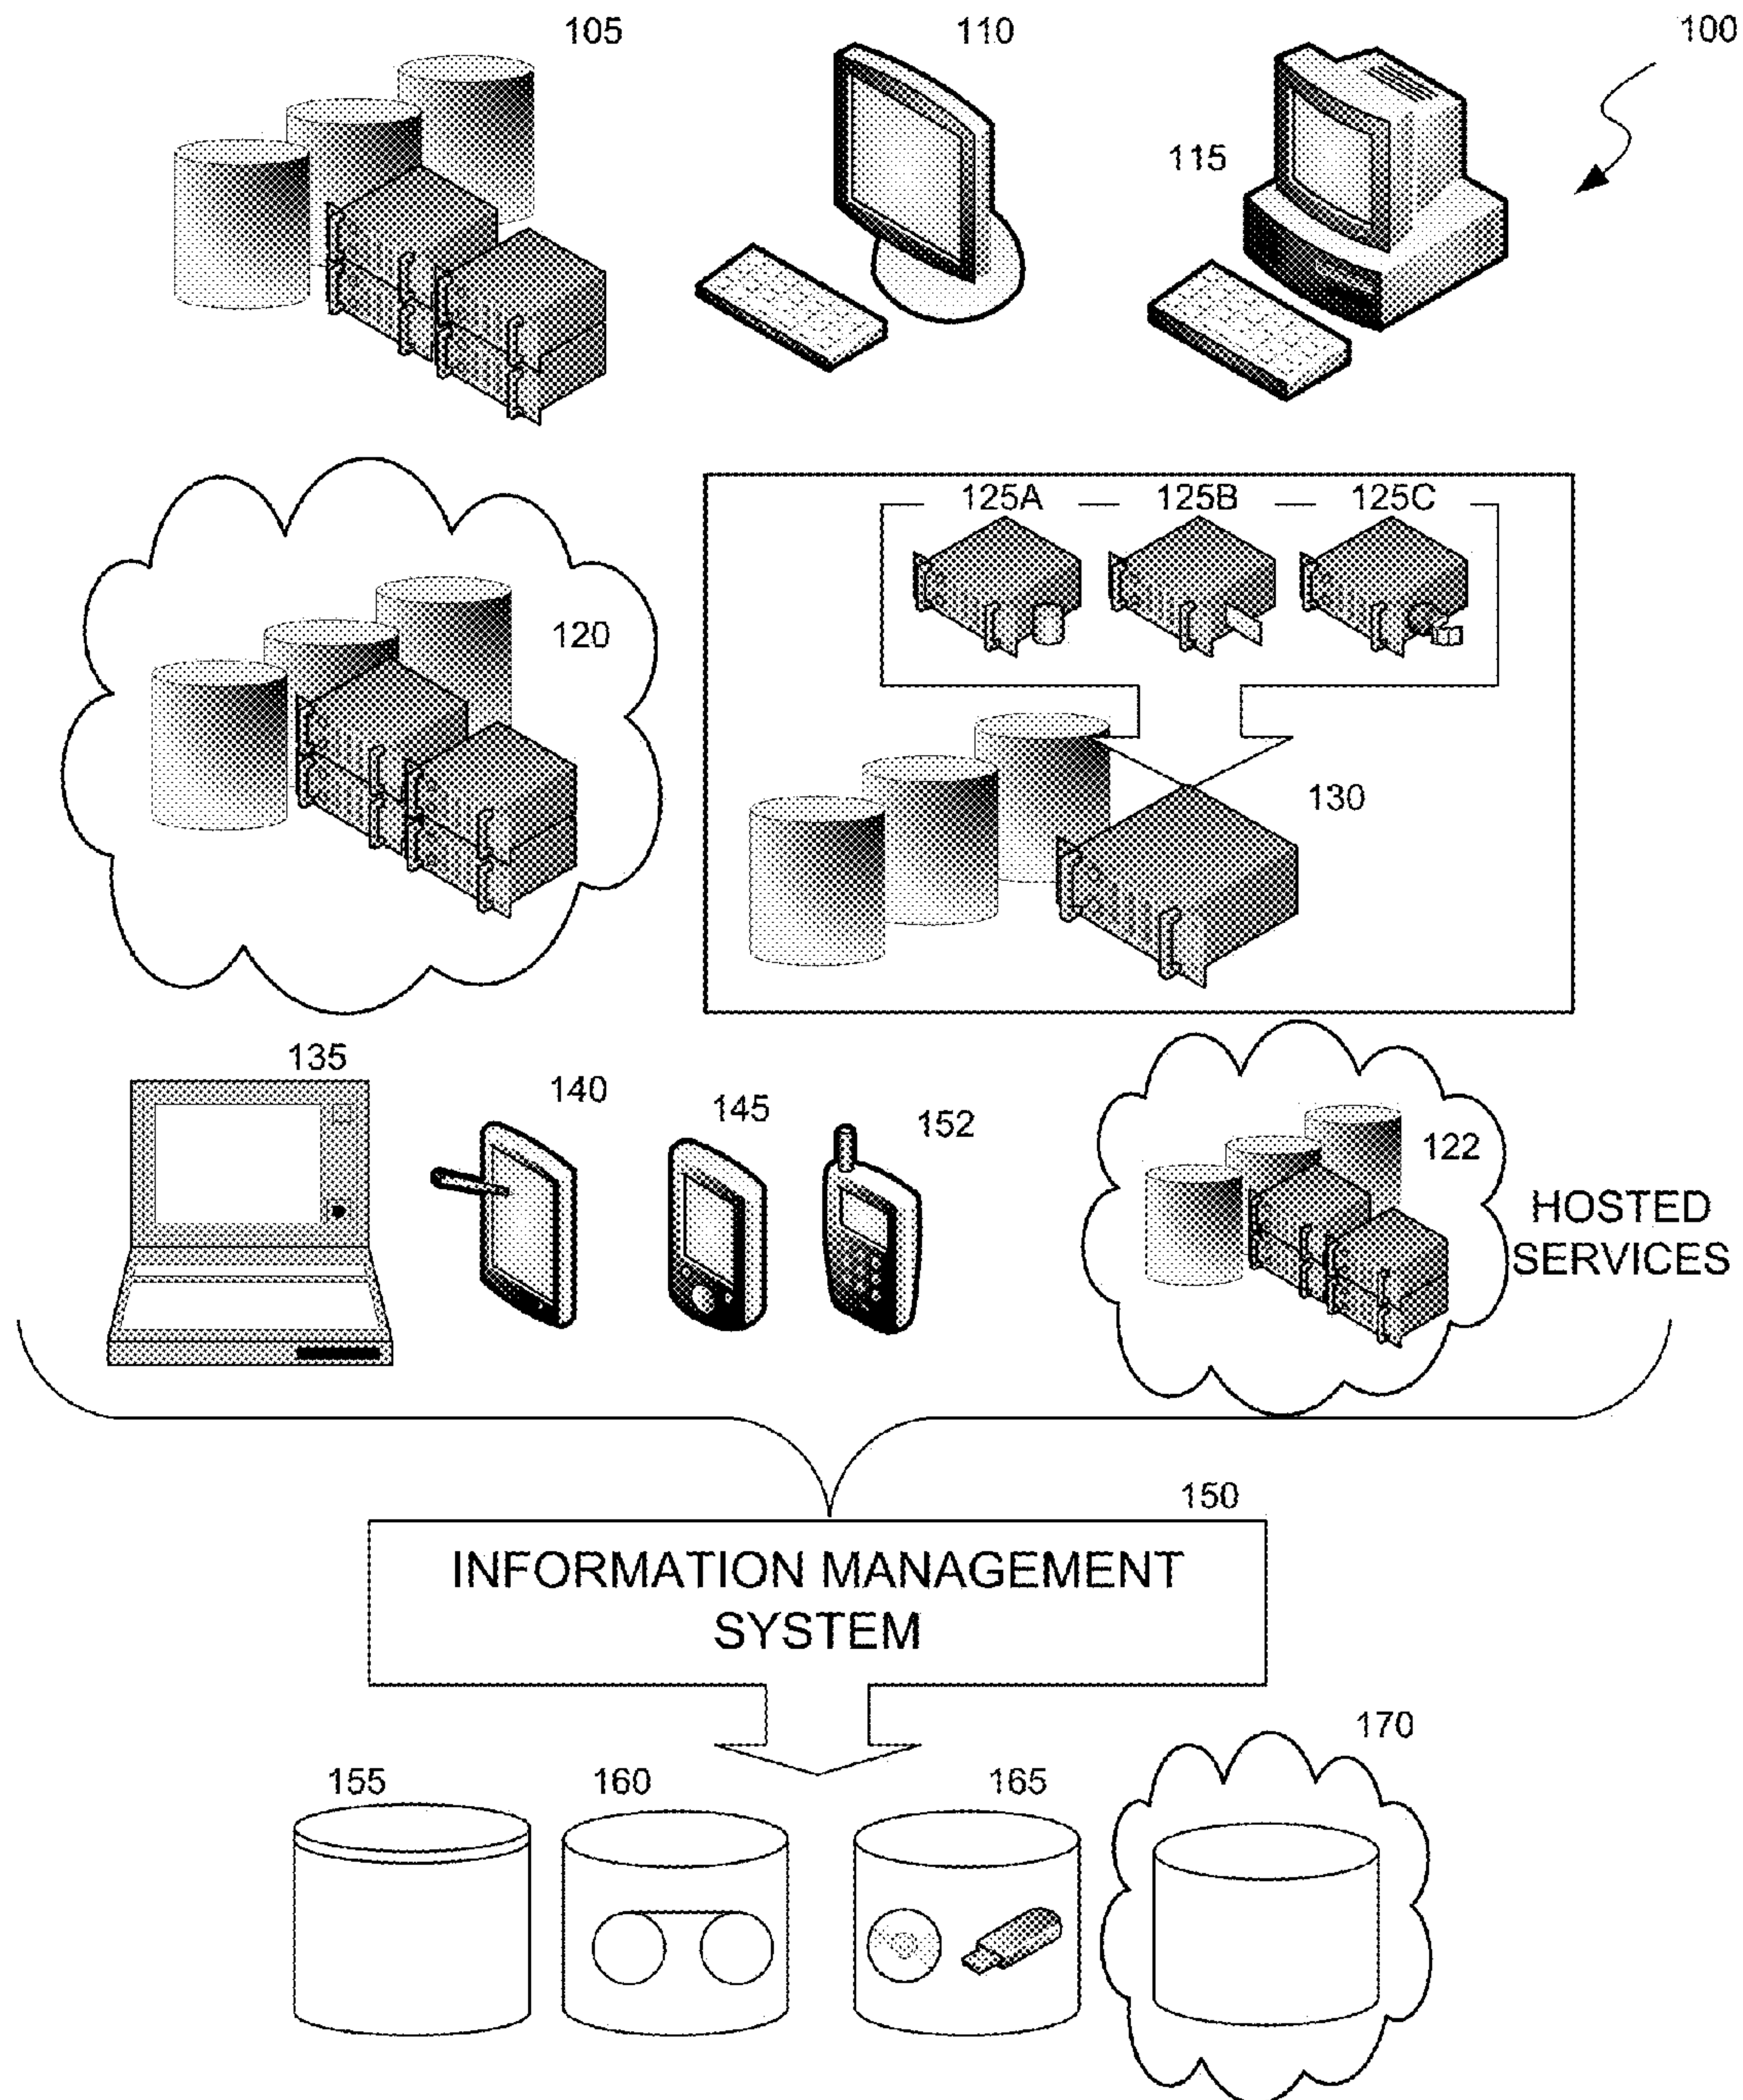 105
110
100
115
125A
125B
125C
120
130
135
140
145
152
122
HOSTED
SERVICES
150
INFORMATION MANAGEMENT
SYSTEM
170
155
160
165